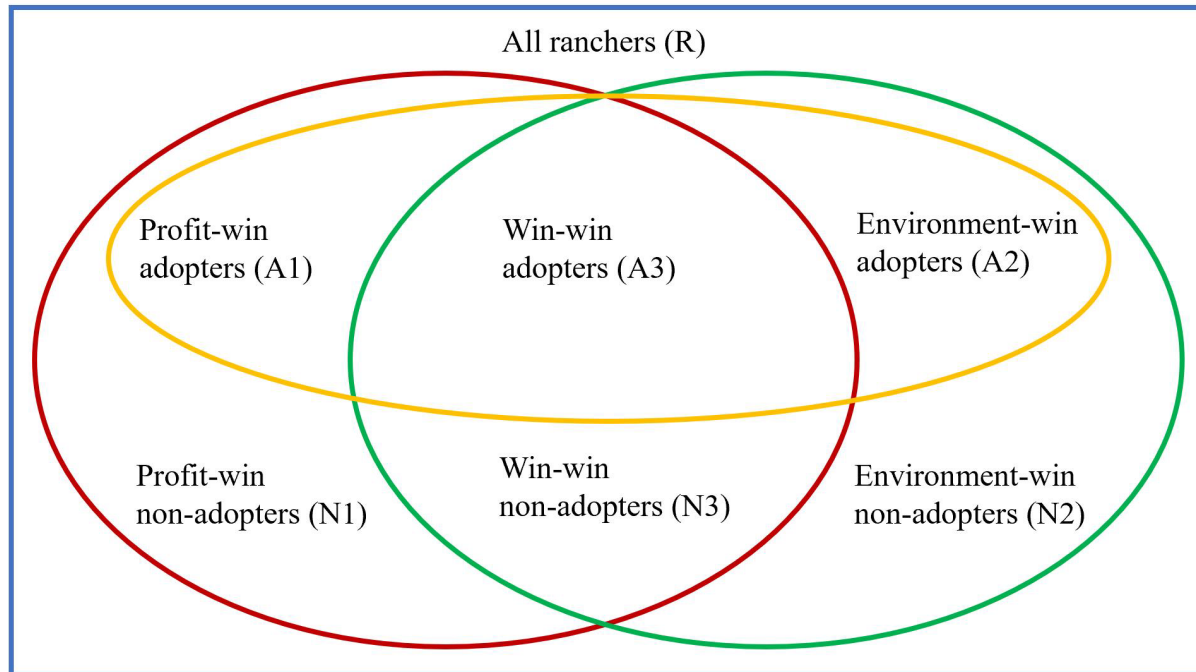 All ranchers (R)
Profit-win
adopters (A1)
Win-win
adopters (A3)
Environment-win
adopters (A2)
Profit-win
non-adopters (N1)
Win-win
non-adopters (N3)
Environment-win
non-adopters (N2)